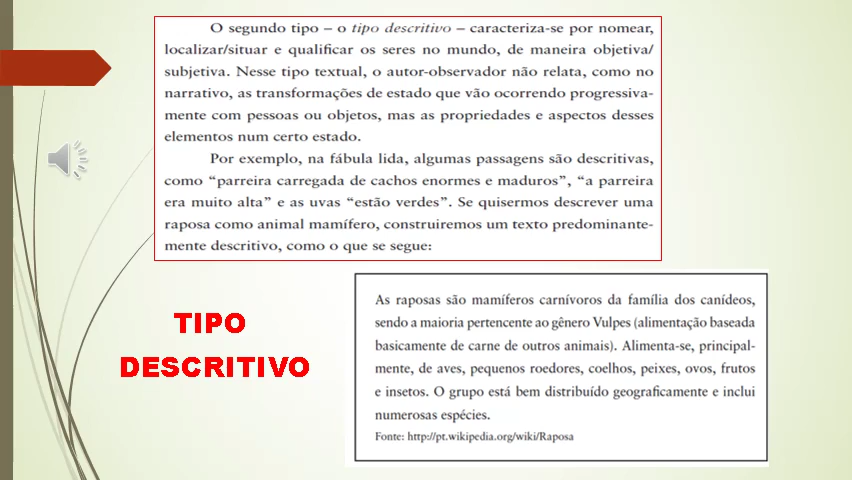 O segundo tipo – o tipo descritivo – caracteriza-se por nomear,
localizar/situar e qualificar os seres no mundo, de maneira objetiva/
subjetiva. Nesse tipo textual, o autor-observador não relata, como no
narrativo, as transformações de estado que vão ocorrendo progressiva-
mente com pessoas ou objetos, mas as propriedades e aspectos desses
elementos num certo estado.
Por exemplo, na fábula lida, algumas passagens são descritivas,
como “parreira carregada de cachos enormes e maduros”, “a parreira
era muito alta” e as uvas “estão verdes”. Se quisermos descrever uma
raposa como animal mamífero, construiremos um texto predominante-
mente descritivo, como o que se segue:
TIPO
DESCRITIVO
As raposas são mamíferos carnívoros da família dos canídeos,
sendo a maioria pertencente ao gênero Vulpes (alimentação baseada
basicamente de carne de outros animais). Alimenta-se, principal-
mente, de aves, pequenos roedores, coelhos, peixes, ovos, frutos
e insetos. O grupo está bem distribuído geograficamente e inclui
numerosas espécies.
Fonte: http://pt.wikipedia.org/wiki/Raposa